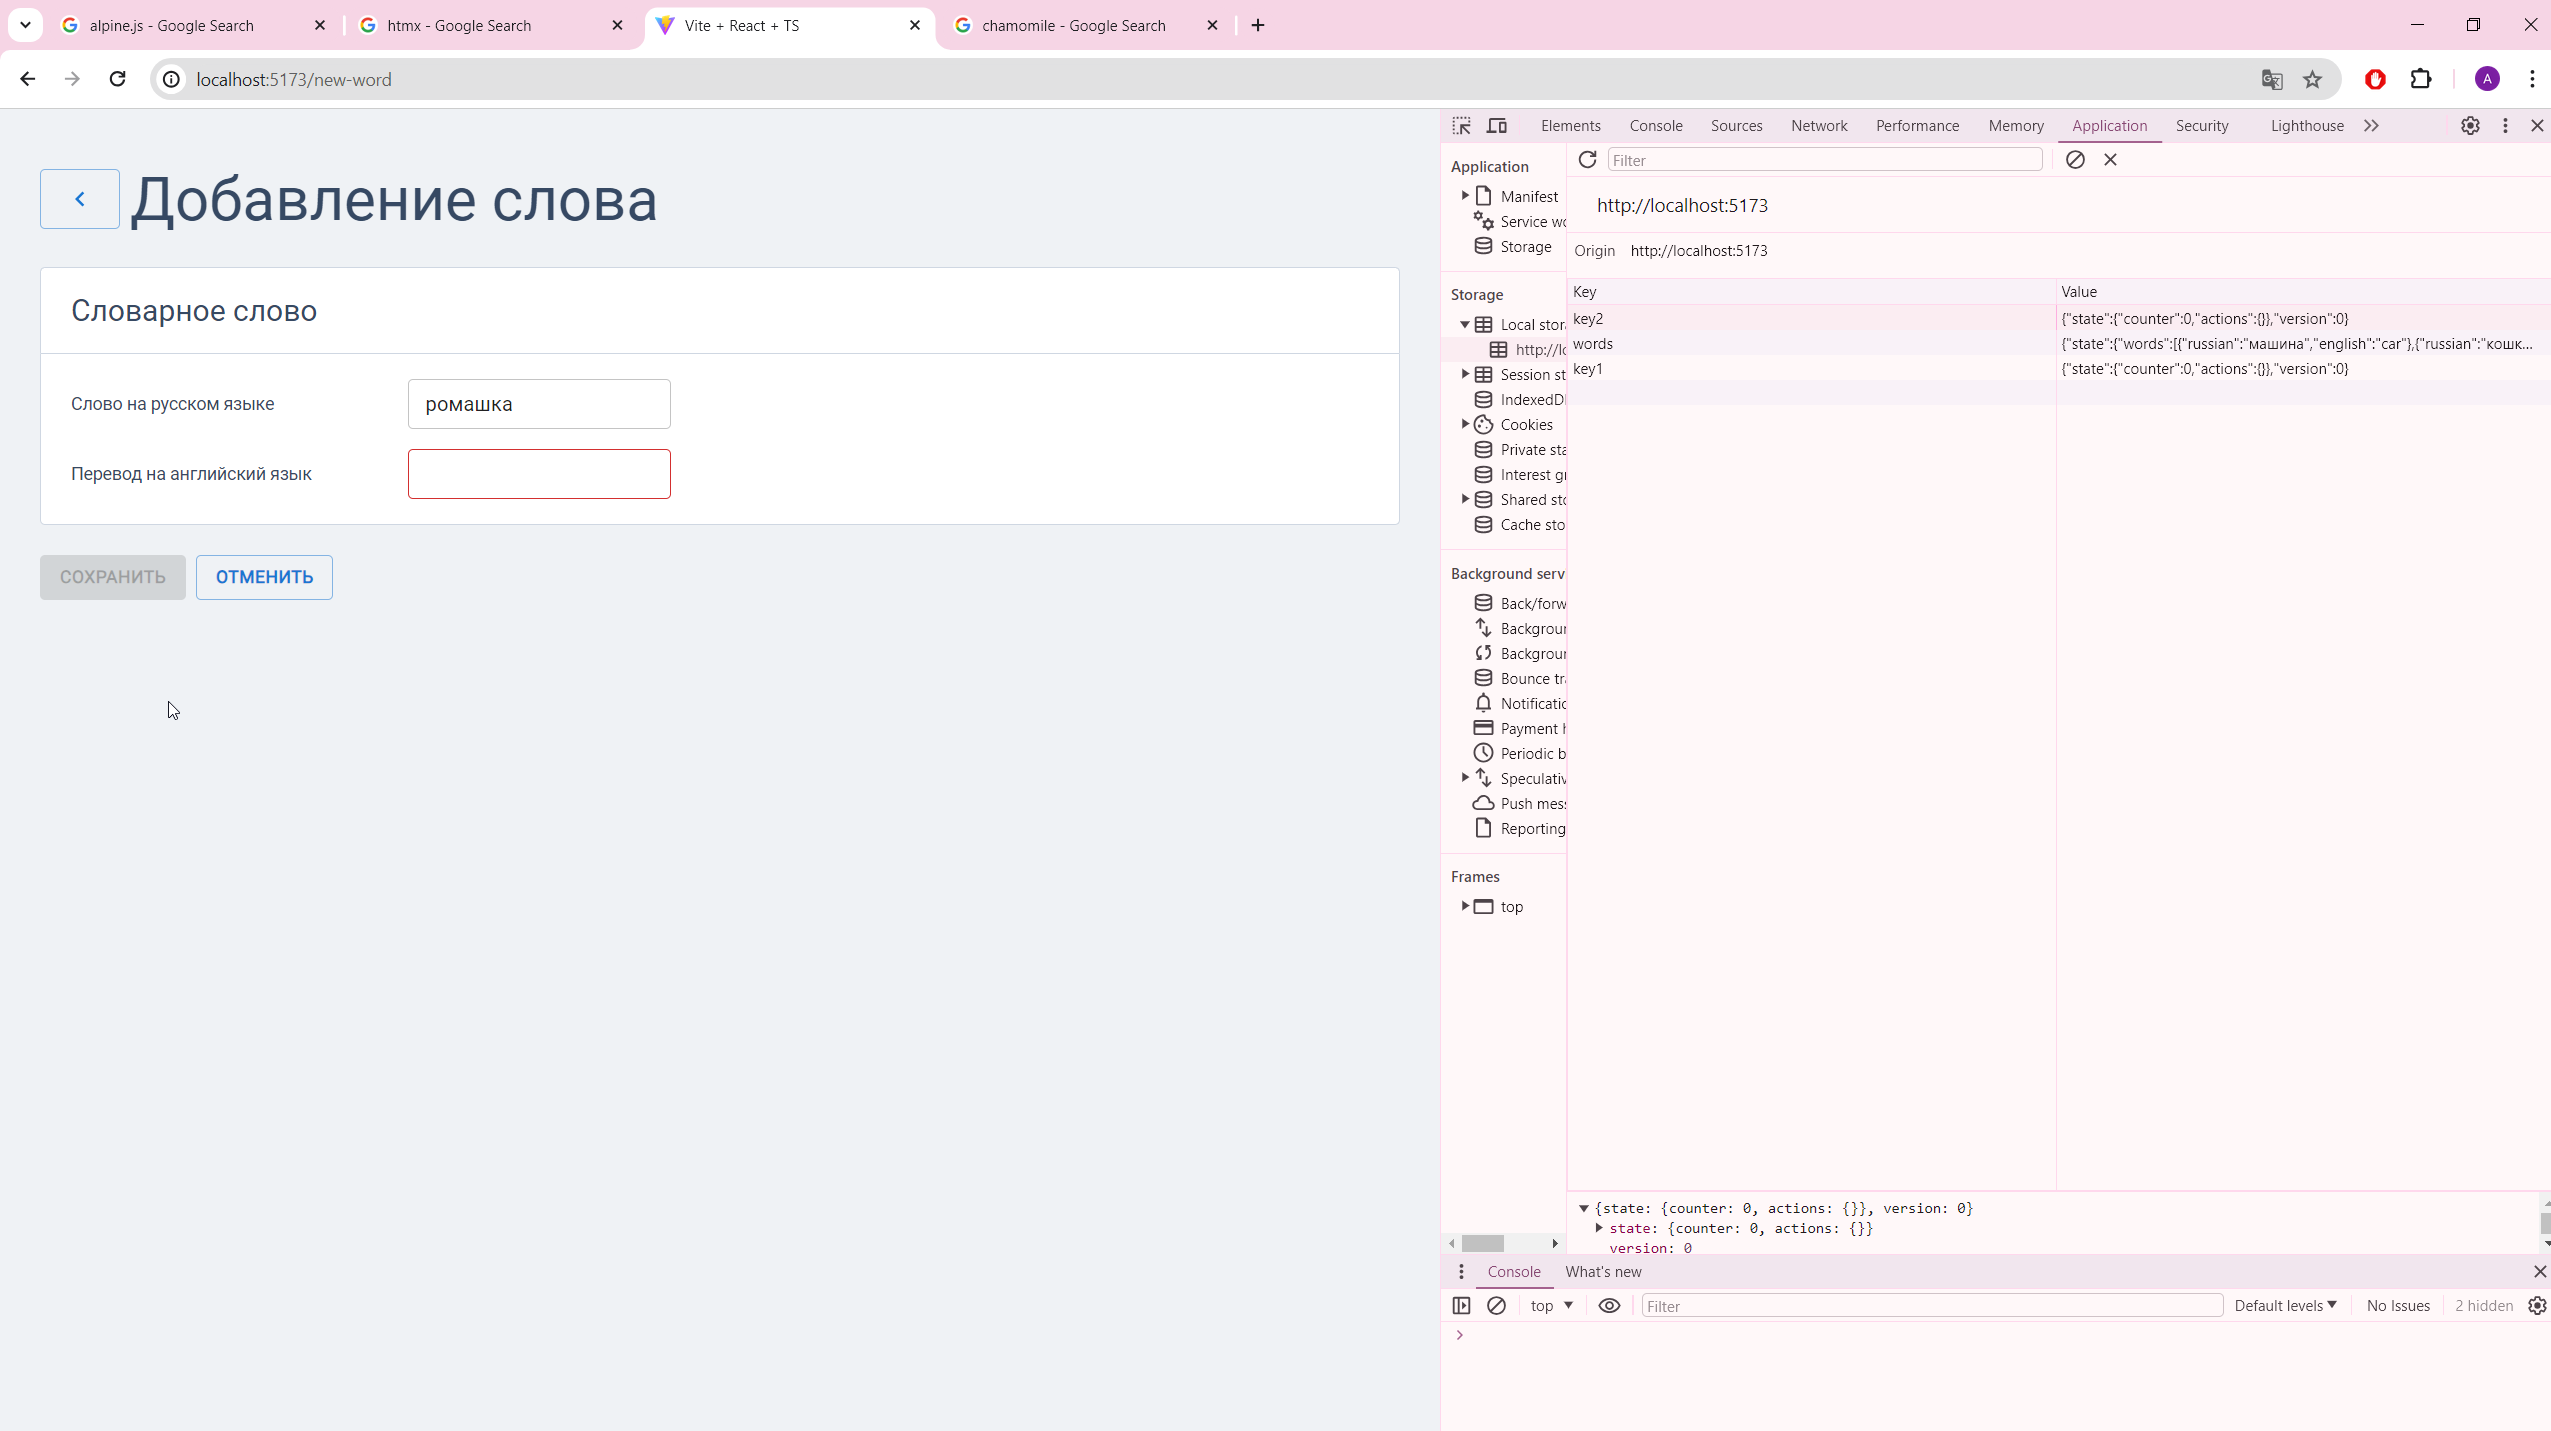 alpine.js - Google Search
htmx - Google Search
Vite + React + TS
chamomile - Google Search
localhost:5173/new-word
A
Добавление слова
Словарное слово
Слово на русском языке
ромашка
Перевод на английский язык
СОХРАНИТЬ
ОТМЕНИТЬ
Elements
Console
Sources
Network
Performance
Memory
Application
Security
Lighthouse
Application
Manifest
Service wo
Storage
Storage
Local stor
http://lo
Session st
IndexedD
Cookies
Private sta
Interest gr
Shared sto
Cache sto
Background serv
Back/forw
Backgrour
Backgrour
Bounce tra
Notificatio
Payment h
Periodic b
Speculativ
Push mess
Reporting
Frames
top
Filter
http://localhost:5173
Origin http://localhost:5173
Key Value
key2 {"state":{"counter":0,"actions":{}},"version":0}
words {"state":{"words":[{"russian":"машина","english":"car"},{"russian":"кошк...
key1 {"state":{"counter":0,"actions":{}},"version":0}
{state: {counter: 0, actions: {}}, version: 0}
state: {counter: 0, actions: {}}
version: 0
Console
What's new
top
Filter
Default levels
No Issues
2 hidden